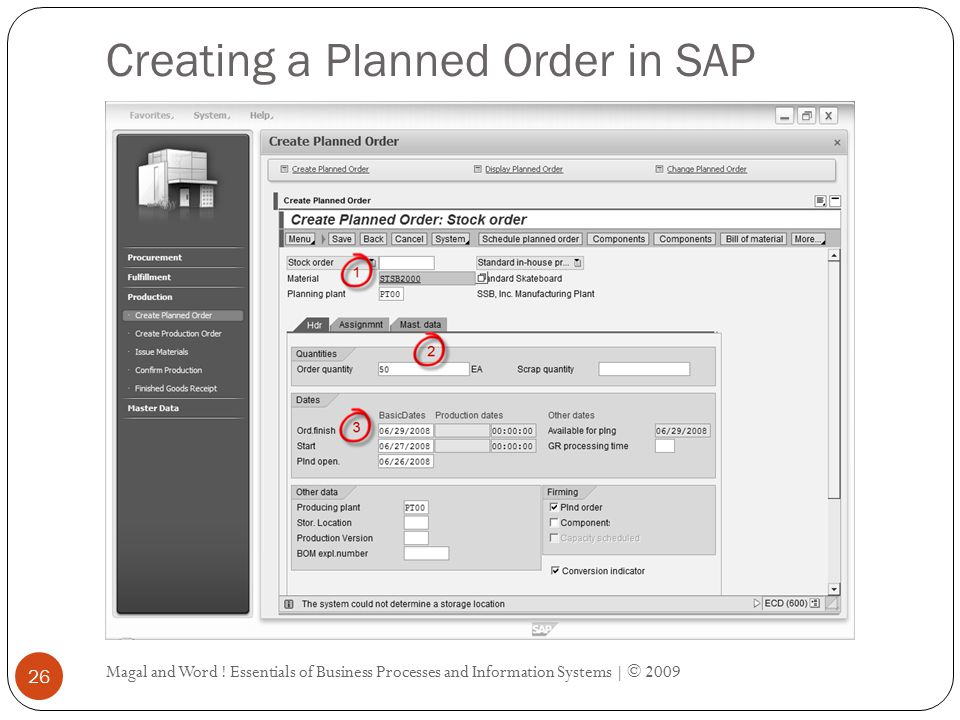 Creating a Planned Order in SAP
Favorites, System, Help,
Create Planned Order
Create Planned Order Display Planned Order Change Planned Order
Create Planned Order
Create Planned Order: Stock order
Menu Save Back Cancel System Schedule planned order Components Components Bill of material More...
Stock order Standard in-house pr...
1
Material STSB2000 andard Skateboard
Planning plant PT00 SSB, Inc. Manufacturing Plant
Hdr Assignmnt Mast. data
2
Quantities
Order quantity 50 EA Scrap quantity
Dates
BasicDates Production dates Other dates
3
Ord.finish 06/29/2008 00:00:00 Available for plng 06/29/2008
Start 06/27/2008 00:00:00 GR processing time
Plnd open. 06/26/2008
Other data Firming
Producing plant PT00 Plnd order
Stor. Location Component:
Production Version Capacity scheduled
BOM expl.number
Conversion indicator
The system could not determine a storage location ECD (600)
Procurement
Fulfillment
Production
· Create Planned Order
· Create Production Order
· Issue Materials
· Confirm Production
· Finished Goods Receipt
Master Data
SAP
26
Magal and Word ! Essentials of Business Processes and Information Systems | © 2009